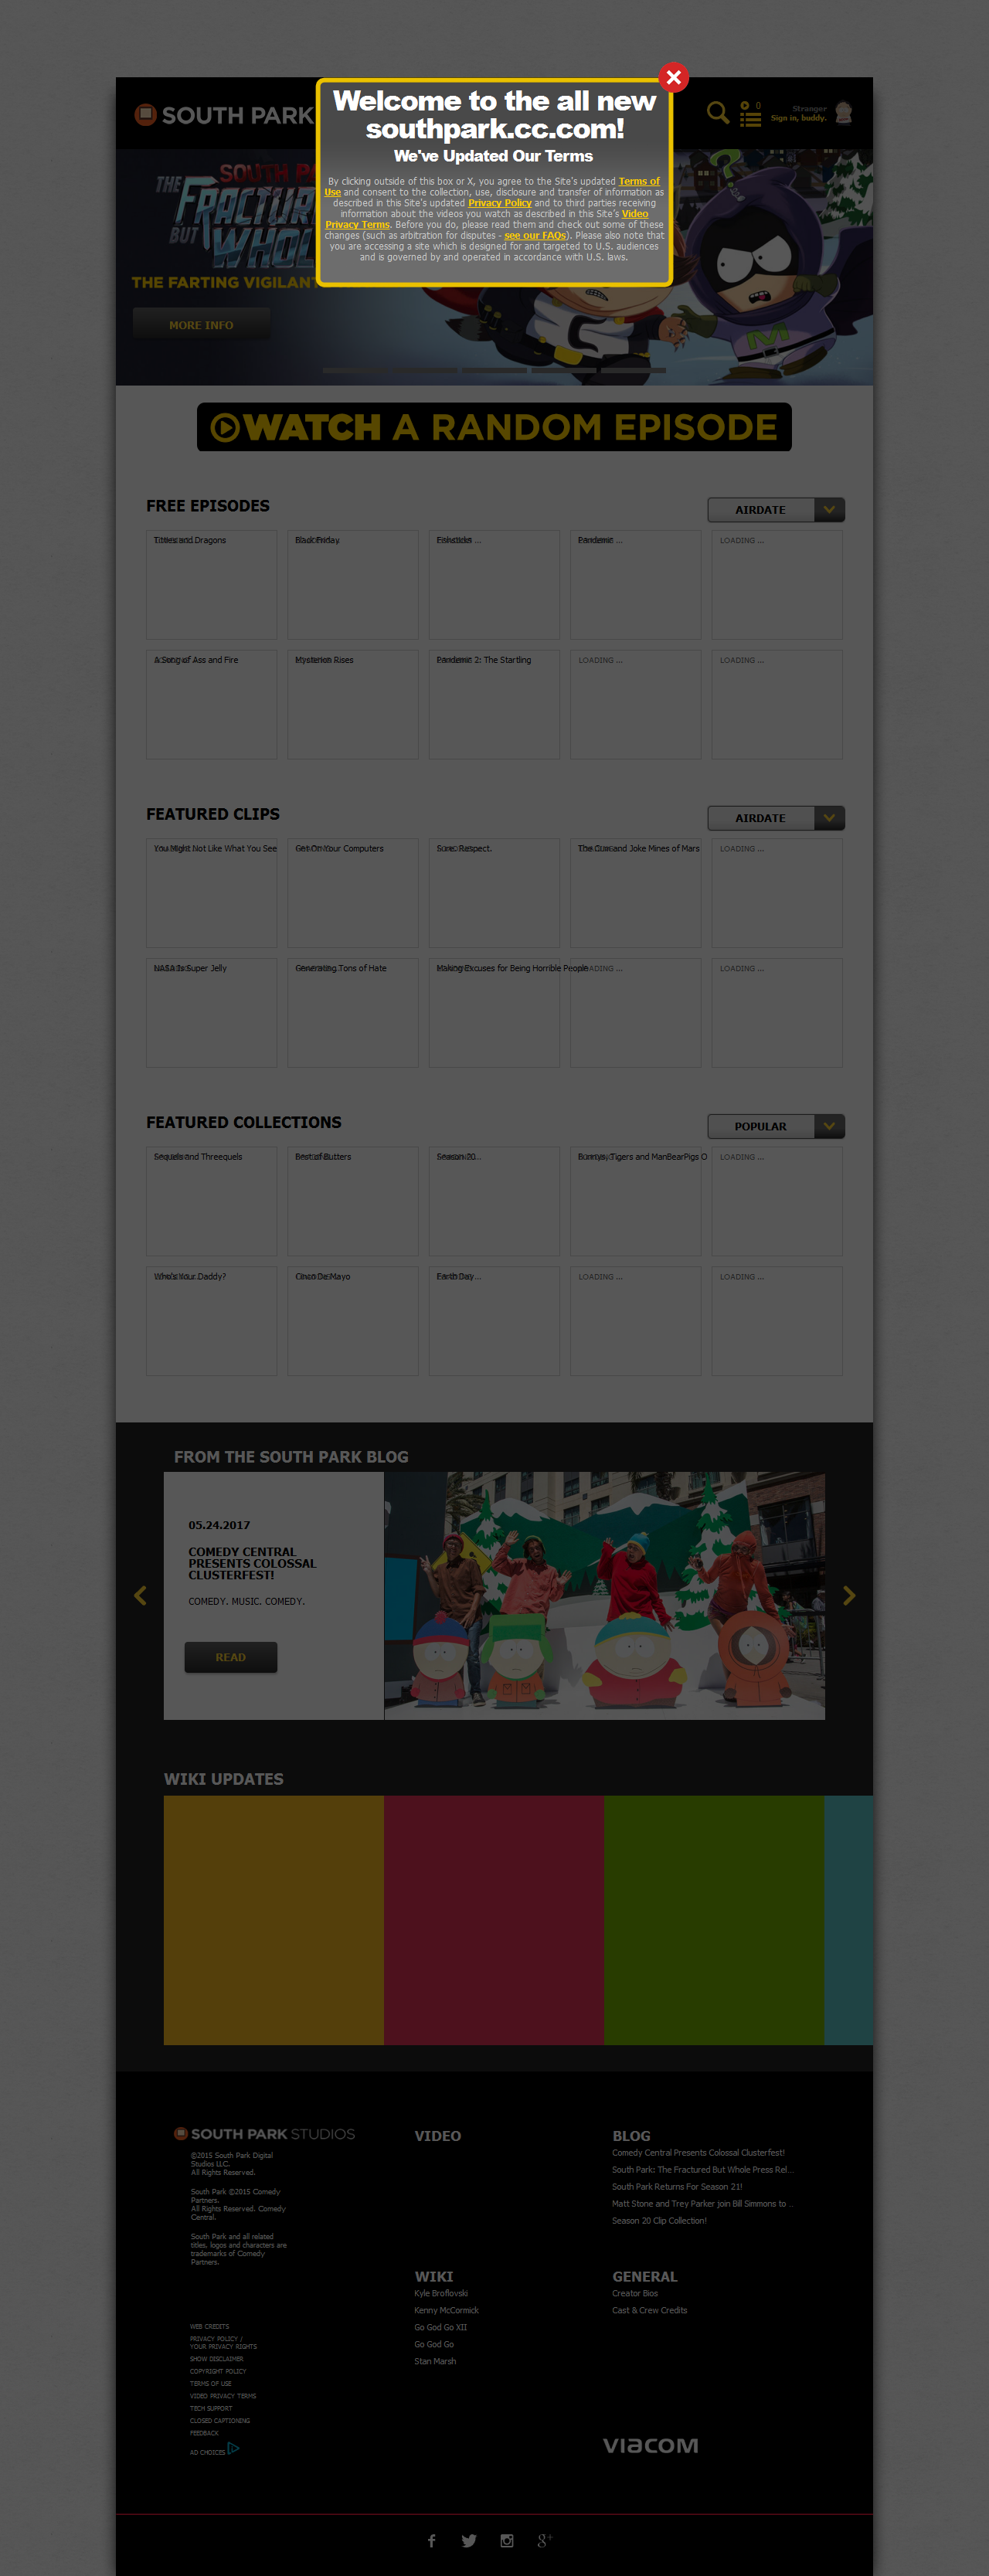 SOUTH PARK
Welcome to the all new
southpark.cc.com!
We've Updated Our Terms
By clicking outside of this box or X, you agree to the Site's updated Terms of
Use and consent to the collection, use, disclosure and transfer of information as
described in this Site's updated Privacy Policy and to third parties receiving
information about the videos you watch as described in this Site's Video
Privacy Terms. Before you do, please read them and check out some of these
changes (such as arbitration for disputes - see our FAQs). Please also note that
you are accessing a site which is designed for and targeted to U.S. audiences
and is governed by and operated in accordance with U.S. laws.
0
Stranger
Sign in, buddy.
SOUTH
THE
BUT
THE FARTING
MORE INFO
M
WATCH A RANDOM EPISODE
FREE EPISODES
AIRDATE
Titties and Dragons
Black Friday
Fishsticks ...
Pandemic ...
LOADING ...
A Song of Ass and Fire
Mysterion Rises
Pandemic 2: The Startling
LOADING ...
LOADING ...
FEATURED CLIPS
AIRDATE
You Might Not Like What You See
Get On Your Computers
Sure. Respect.
The Cum and Joke Mines of Mars
LOADING ...
NASA Is Super Jelly
Generating Tons of Hate
Making Excuses for Being Horrible People
LOADING ...
LOADING ...
FEATURED COLLECTIONS
POPULAR
Sequels and Threequels
Best of Butters
Season 20 ...
Bunnys, Tigers and ManBearPigs O
LOADING ...
Who's Your Daddy?
Cinco De Mayo
Earth Day ...
LOADING ...
LOADING ...
FROM THE SOUTH PARK BLOG
05.24.2017
COMEDY CENTRAL
PRESENTS COLOSSAL
CLUSTERFEST!
COMEDY. MUSIC. COMEDY.
READ
WIKI UPDATES
SOUTH PARK STUDIOS
©2015 South Park Digital
Studios LLC.
All Rights Reserved.
South Park ©2015 Comedy
Partners.
All Rights Reserved. Comedy
Central.
South Park and all related
titles, logos and characters are
trademarks of Comedy
Partners.
WEB CREDITS
PRIVACY POLICY /
YOUR PRIVACY RIGHTS
SHOW DISCLAIMER
COPYRIGHT POLICY
TERMS OF USE
VIDEO PRIVACY TERMS
TECH SUPPORT
CLOSED CAPTIONING
FEEDBACK
AD CHOICES
VIDEO
BLOG
Comedy Central Presents Colossal Clusterfest!
South Park: The Fractured But Whole Press Rel...
South Park Returns For Season 21!
Matt Stone and Trey Parker join Bill Simmons to ..
Season 20 Clip Collection!
WIKI
Kyle Broflovski
Kenny McCormick
Go God Go XII
Go God Go
Stan Marsh
GENERAL
Creator Bios
Cast & Crew Credits
VIACOM